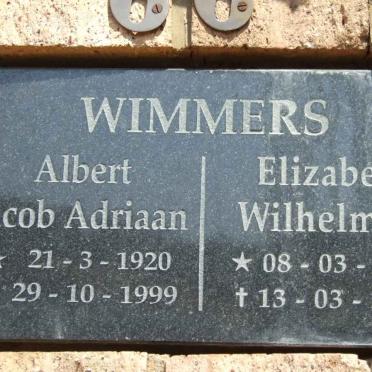 WIMMERS
Albert
cob Adriaan
21 - 3 - 1920
29 - 10 - 1999
Elizabe
Wilhelm
★ 08 - 03 -
✝ 13 - 03 -